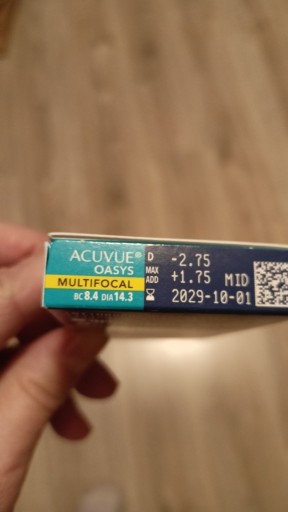 ACUVUE®
OASYS
MULTIFOCAL
BC 8.4 DIA 14.3
D -2.75
MAX ADD +1.75 MID
2029-10-01